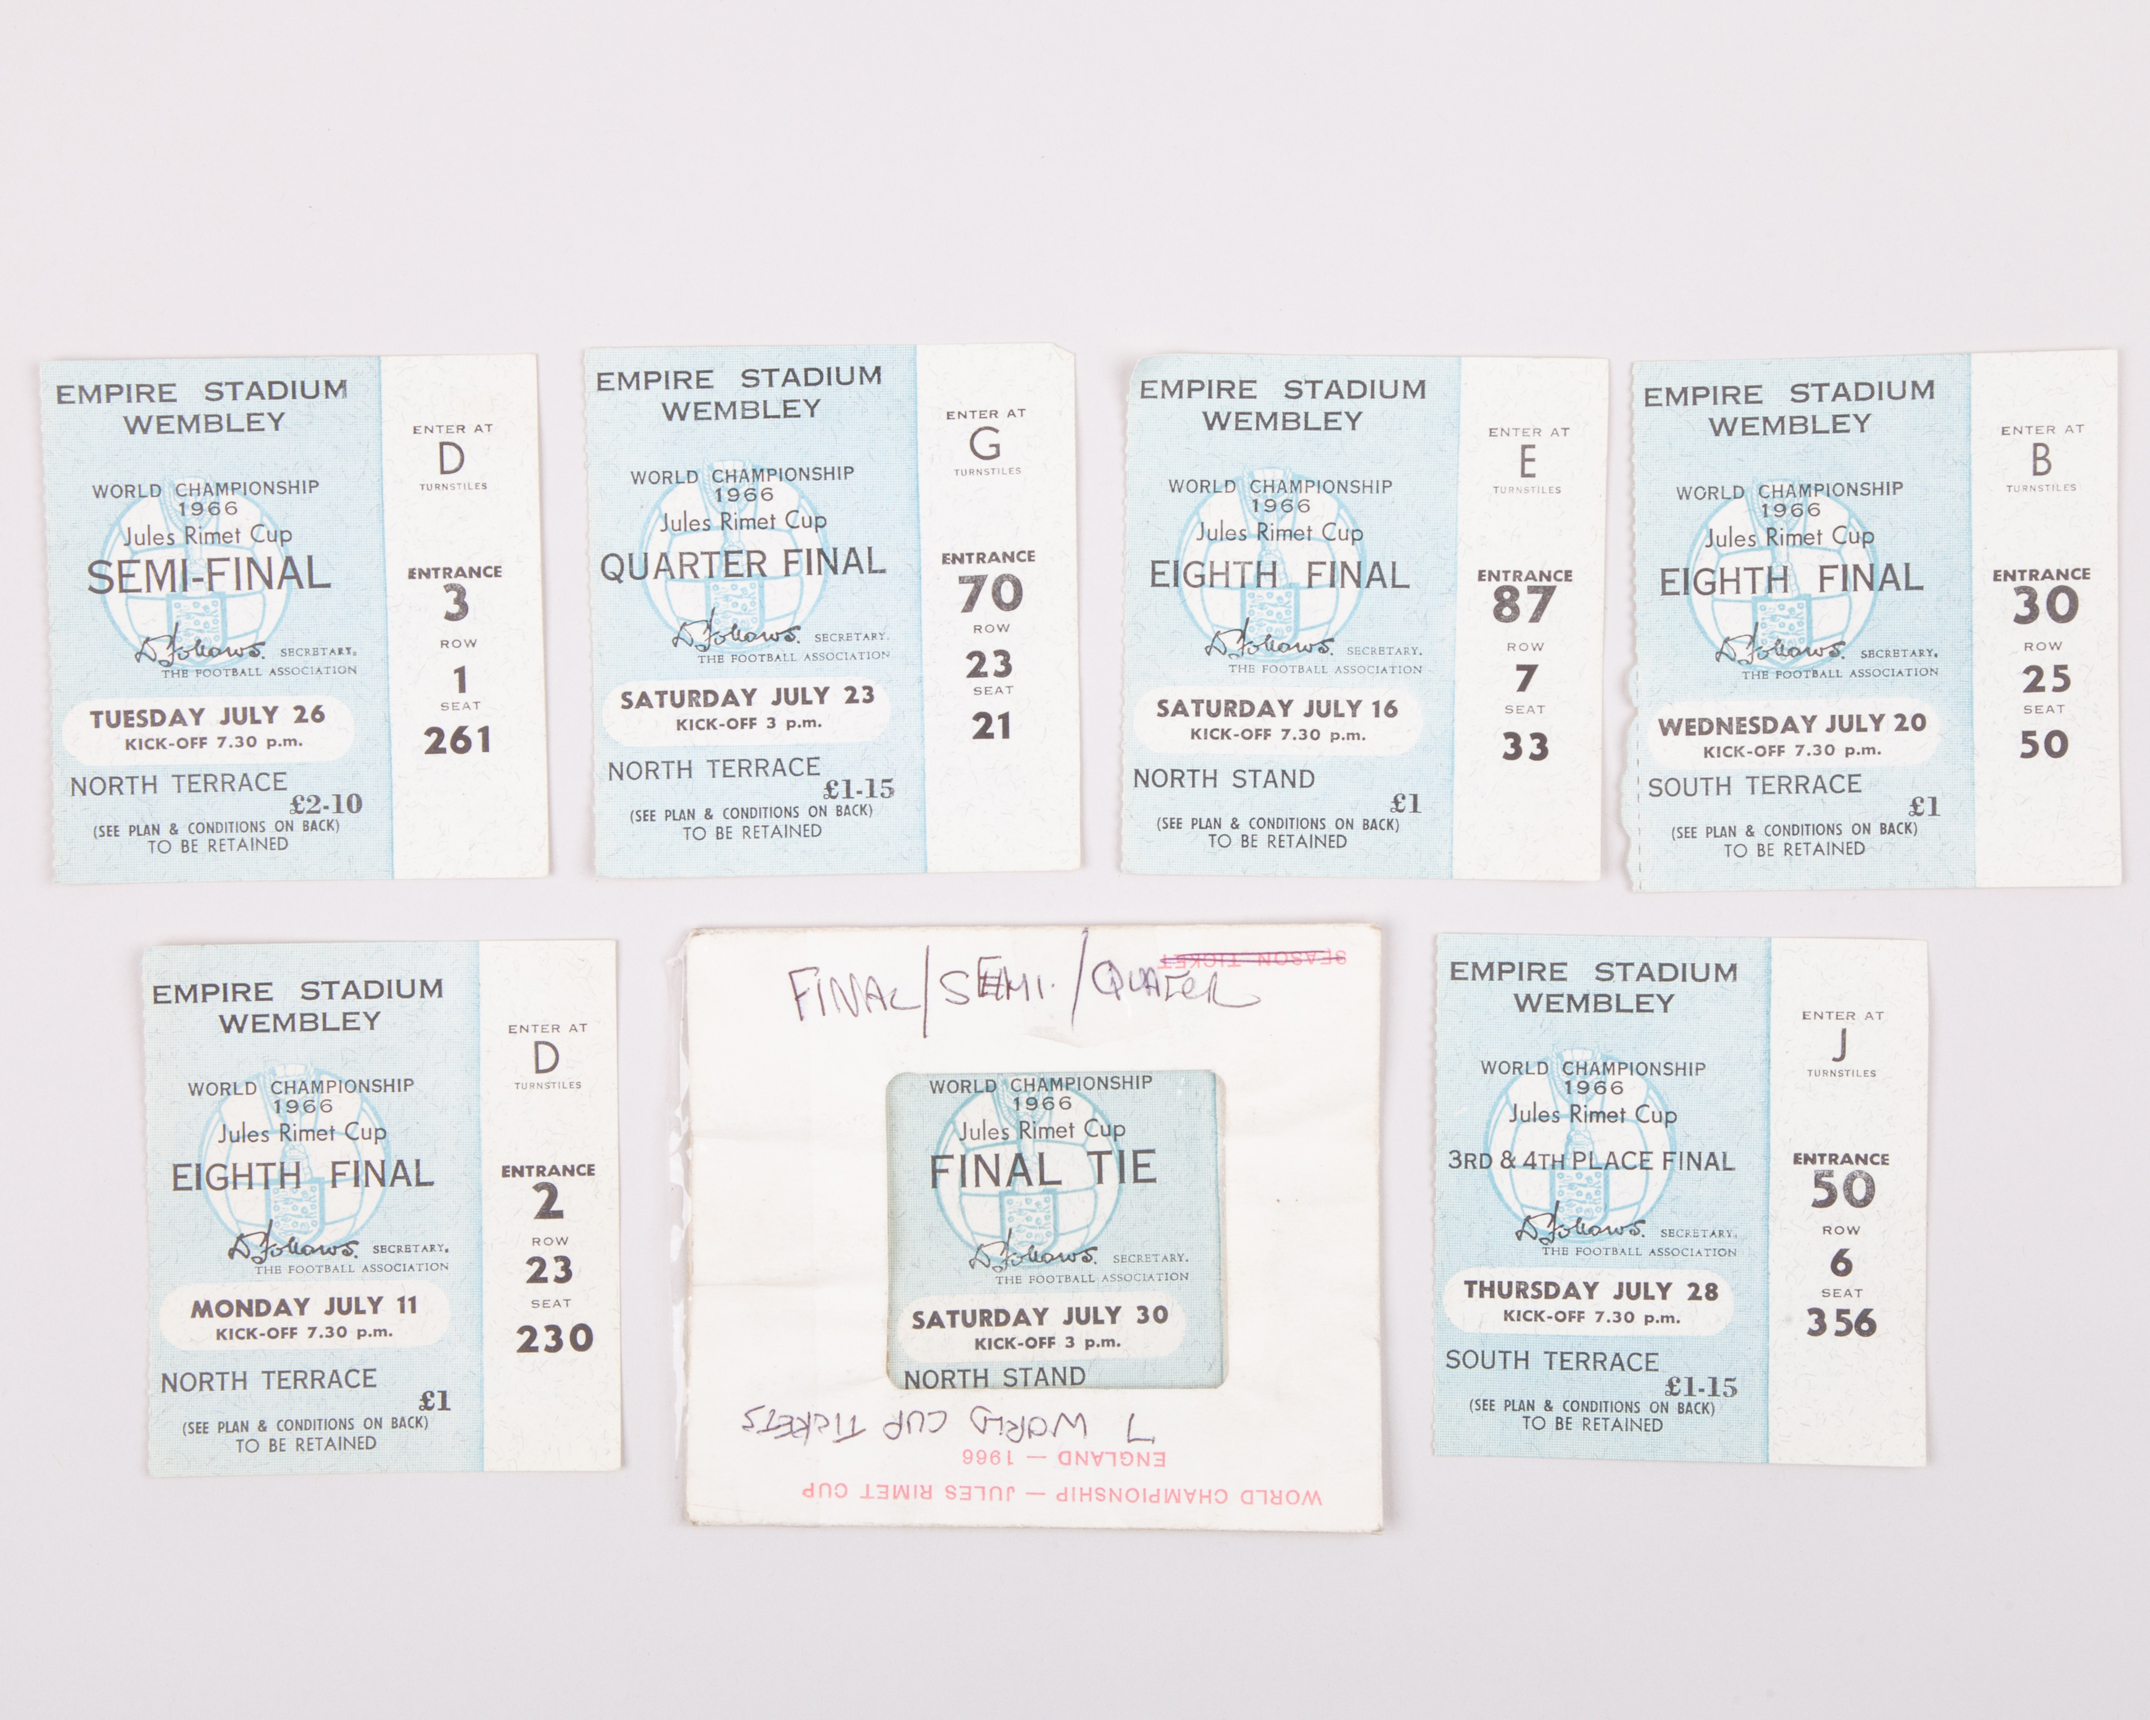 EMPIRE STADIUM
WEMBLEY
WORLD CHAMPIONSHIP
1966
Jules Rimet Cup
SEMI-FINAL
DFollows. SECRETARY.
THE FOOTBALL ASSOCIATION
TUESDAY JULY 26
KICK-OFF 7.30 p.m.
NORTH TERRACE
£2-10
(SEE PLAN & CONDITIONS ON BACK)
TO BE RETAINED
ENTER AT
D
TURNSTILES
ENTRANCE
3
ROW
1
SEAT
261
EMPIRE STADIUM
WEMBLEY
WORLD CHAMPIONSHIP
1966
Jules Rimet Cup
QUARTER FINAL
DFollows. SECRETARY.
THE FOOTBALL ASSOCIATION
SATURDAY JULY 23
KICK-OFF 3 p.m.
NORTH TERRACE
£1-15
(SEE PLAN & CONDITIONS ON BACK)
TO BE RETAINED
ENTER AT
G
TURNSTILES
ENTRANCE
70
ROW
23
SEAT
21
EMPIRE STADIUM
WEMBLEY
WORLD CHAMPIONSHIP
1966
Jules Rimet Cup
EIGHTH FINAL
DFollows. SECRETARY.
THE FOOTBALL ASSOCIATION
SATURDAY JULY 16
KICK-OFF 7.30 p.m.
NORTH STAND
£1
(SEE PLAN & CONDITIONS ON BACK)
TO BE RETAINED
ENTER AT
E
TURNSTILES
ENTRANCE
87
ROW
7
SEAT
33
EMPIRE STADIUM
WEMBLEY
WORLD CHAMPIONSHIP
1966
Jules Rimet Cup
EIGHTH FINAL
DFollows. SECRETARY.
THE FOOTBALL ASSOCIATION
WEDNESDAY JULY 20
KICK-OFF 7.30 p.m.
SOUTH TERRACE
£1
(SEE PLAN & CONDITIONS ON BACK)
TO BE RETAINED
ENTER AT
B
TURNSTILES
ENTRANCE
30
ROW
25
SEAT
50
EMPIRE STADIUM
WEMBLEY
WORLD CHAMPIONSHIP
1966
Jules Rimet Cup
EIGHTH FINAL
DFollows. SECRETARY.
THE FOOTBALL ASSOCIATION
MONDAY JULY 11
KICK-OFF 7.30 p.m.
NORTH TERRACE
£1
(SEE PLAN & CONDITIONS ON BACK)
TO BE RETAINED
ENTER AT
D
TURNSTILES
ENTRANCE
2
ROW
23
SEAT
230
SEASON TICKET
FINAL/SEMI./QUATER
WORLD CHAMPIONSHIP
1966
Jules Rimet Cup
FINAL TIE
DFollows. SECRETARY.
THE FOOTBALL ASSOCIATION
SATURDAY JULY 30
KICK-OFF 3 p.m.
NORTH STAND
WORLD CHAMPIONSHIP — JULES RIMET CUP
ENGLAND — 1966
7 WORLD CUP TICKETS
EMPIRE STADIUM
WEMBLEY
WORLD CHAMPIONSHIP
1966
Jules Rimet Cup
3RD & 4TH PLACE FINAL
DFollows. SECRETARY.
THE FOOTBALL ASSOCIATION
THURSDAY JULY 28
KICK-OFF 7.30 p.m.
SOUTH TERRACE
£1-15
(SEE PLAN & CONDITIONS ON BACK)
TO BE RETAINED
ENTER AT
J
TURNSTILES
ENTRANCE
50
ROW
6
SEAT
356